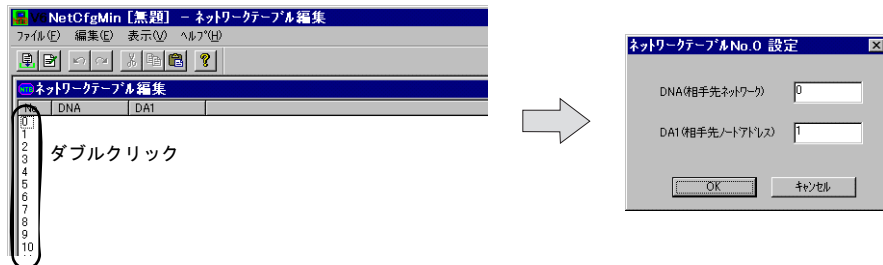 NetCfgMin [無題] - ネットワークテーブル編集
ファイル(F) 編集(E) 表示(V) ヘルプ(H)
ネットワークテーブル編集
No DNA DA1
0
1
2
3
4
5
6
7
8
9
10
ダブルクリック
ネットワークテーブルNo.0 設定
DNA(相手先ネットワーク) 0
DA1(相手先ノードアドレス) 1
OK キャンセル